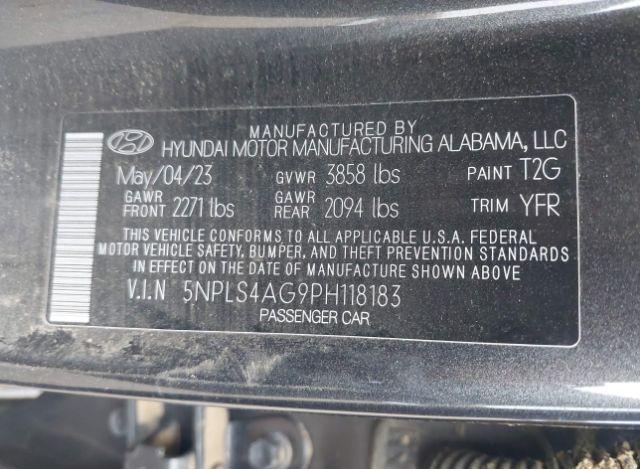 MANUFACTURED BY
HYUNDAI MOTOR MANUFACTURING ALABAMA, LLC
May/04/23 GVWR 3858 lbs PAINT T2G
GAWR FRONT 2271 lbs GAWR REAR 2094 lbs TRIM YFR
THIS VEHICLE CONFORMS TO ALL APPLICABLE U.S.A. FEDERAL
MOTOR VEHICLE SAFETY, BUMPER, AND THEFT PREVENTION STANDARDS
IN EFFECT ON THE DATE OF MANUFACTURE SHOWN ABOVE
V.I.N 5NPLS4AG9PH118183
PASSENGER CAR